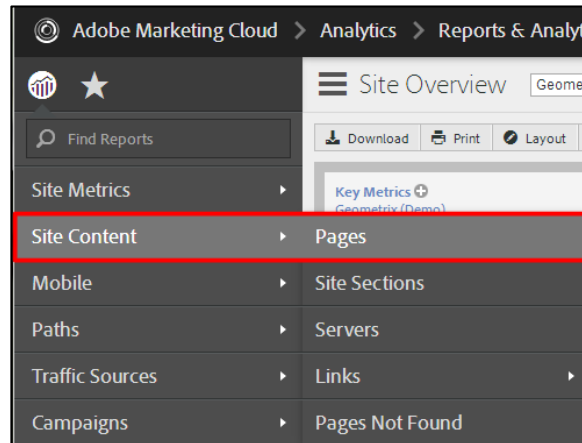 Adobe Marketing Cloud > Analytics > Reports & Analyt
Site Overview Geome
Find Reports
Download Print Layout
Site Metrics
Key Metrics
Geometrix (Demo)
Site Content Pages
Mobile Site Sections
Paths Servers
Traffic Sources Links
Campaigns Pages Not Found